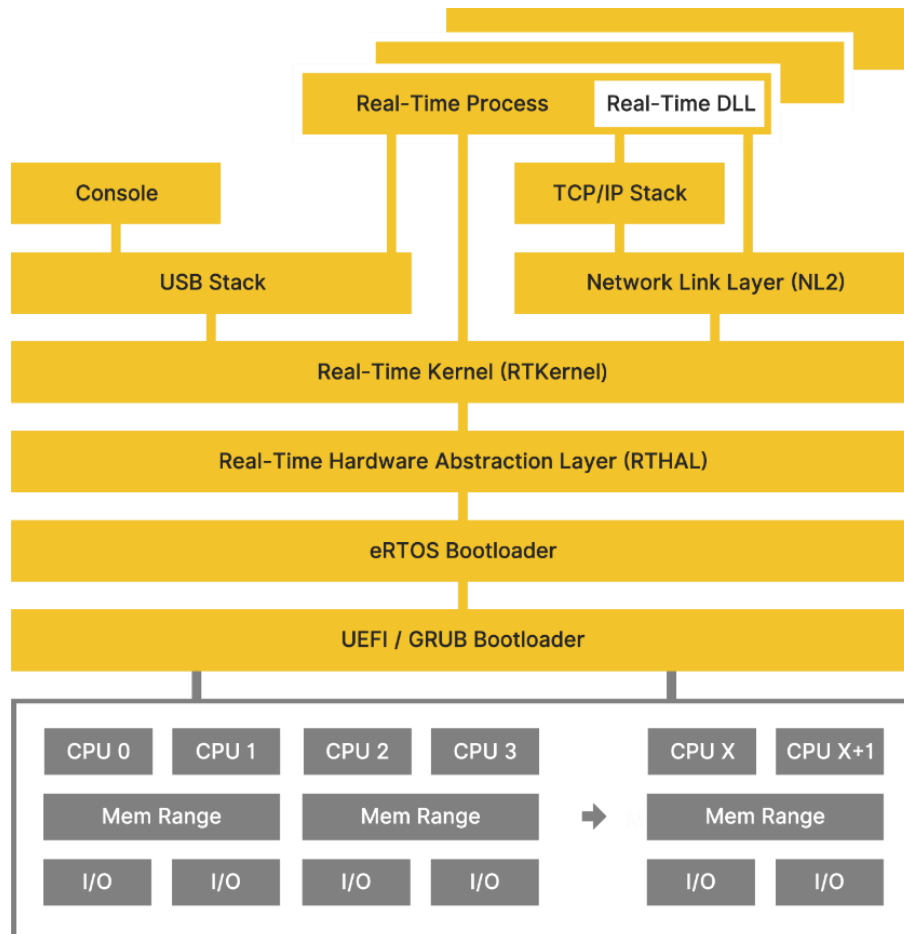 Real-Time Process
Real-Time DLL
Console
TCP/IP Stack
USB Stack
Network Link Layer (NL2)
Real-Time Kernel (RTKernel)
Real-Time Hardware Abstraction Layer (RTHAL)
eRTOS Bootloader
UEFI / GRUB Bootloader
CPU 0
CPU 1
CPU 2
CPU 3
CPU X
CPU X+1
Mem Range
Mem Range
Mem Range
I/O
I/O
I/O
I/O
I/O
I/O